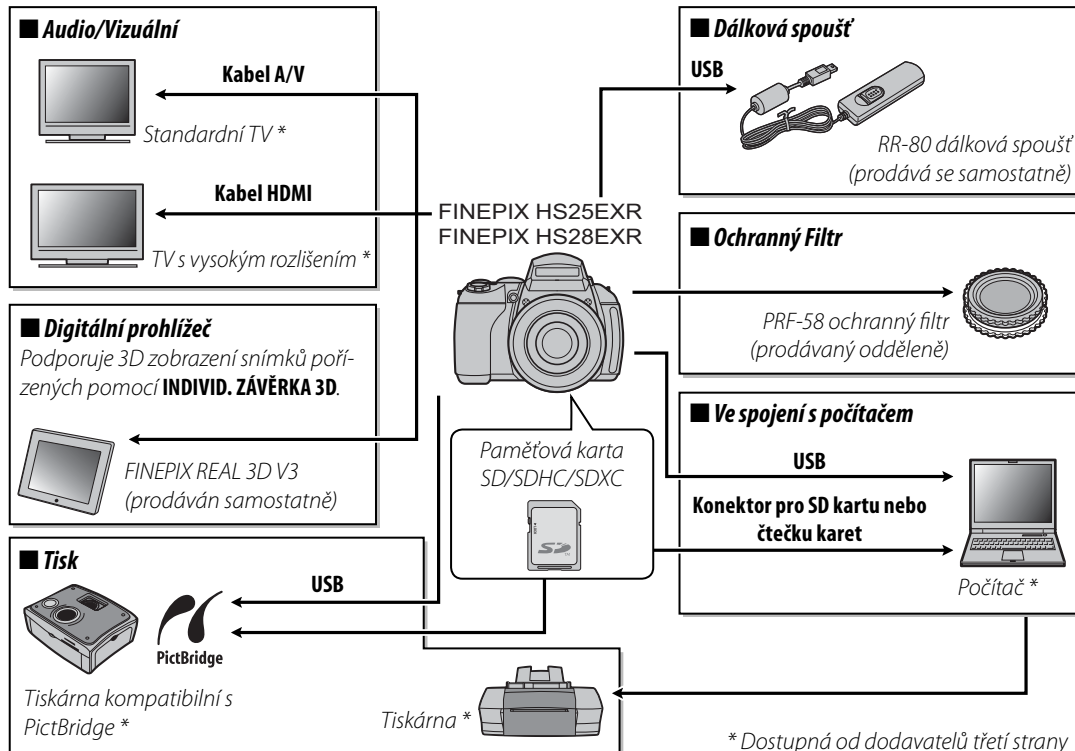 ■ Audio/Vizuální
Kabel A/V
Standardní TV *
Kabel HDMI
TV s vysokým rozlišením *
■ Digitální prohlížeč
Podporuje 3D zobrazení snímků poří-
zených pomocí INDIVID. ZÁVĚRKA 3D.
FINEPIX REAL 3D V3
(prodáván samostatně)
■ Tisk
USB
PictBridge
Tiskárna kompatibilní s
PictBridge *
Tiskárna *
FINEPIX HS25EXR
FINEPIX HS28EXR
Paměťová karta
SD/SDHC/SDXC
SD
■ Dálková spoušť
USB
RR-80 dálková spoušť
(prodává se samostatně)
■ Ochranný Filtr
PRF-58 ochranný filtr
(prodávaný odděleně)
■ Ve spojení s počítačem
USB
Konektor pro SD kartu nebo
čtečku karet
Počítač *
* Dostupná od dodavatelů třetí strany